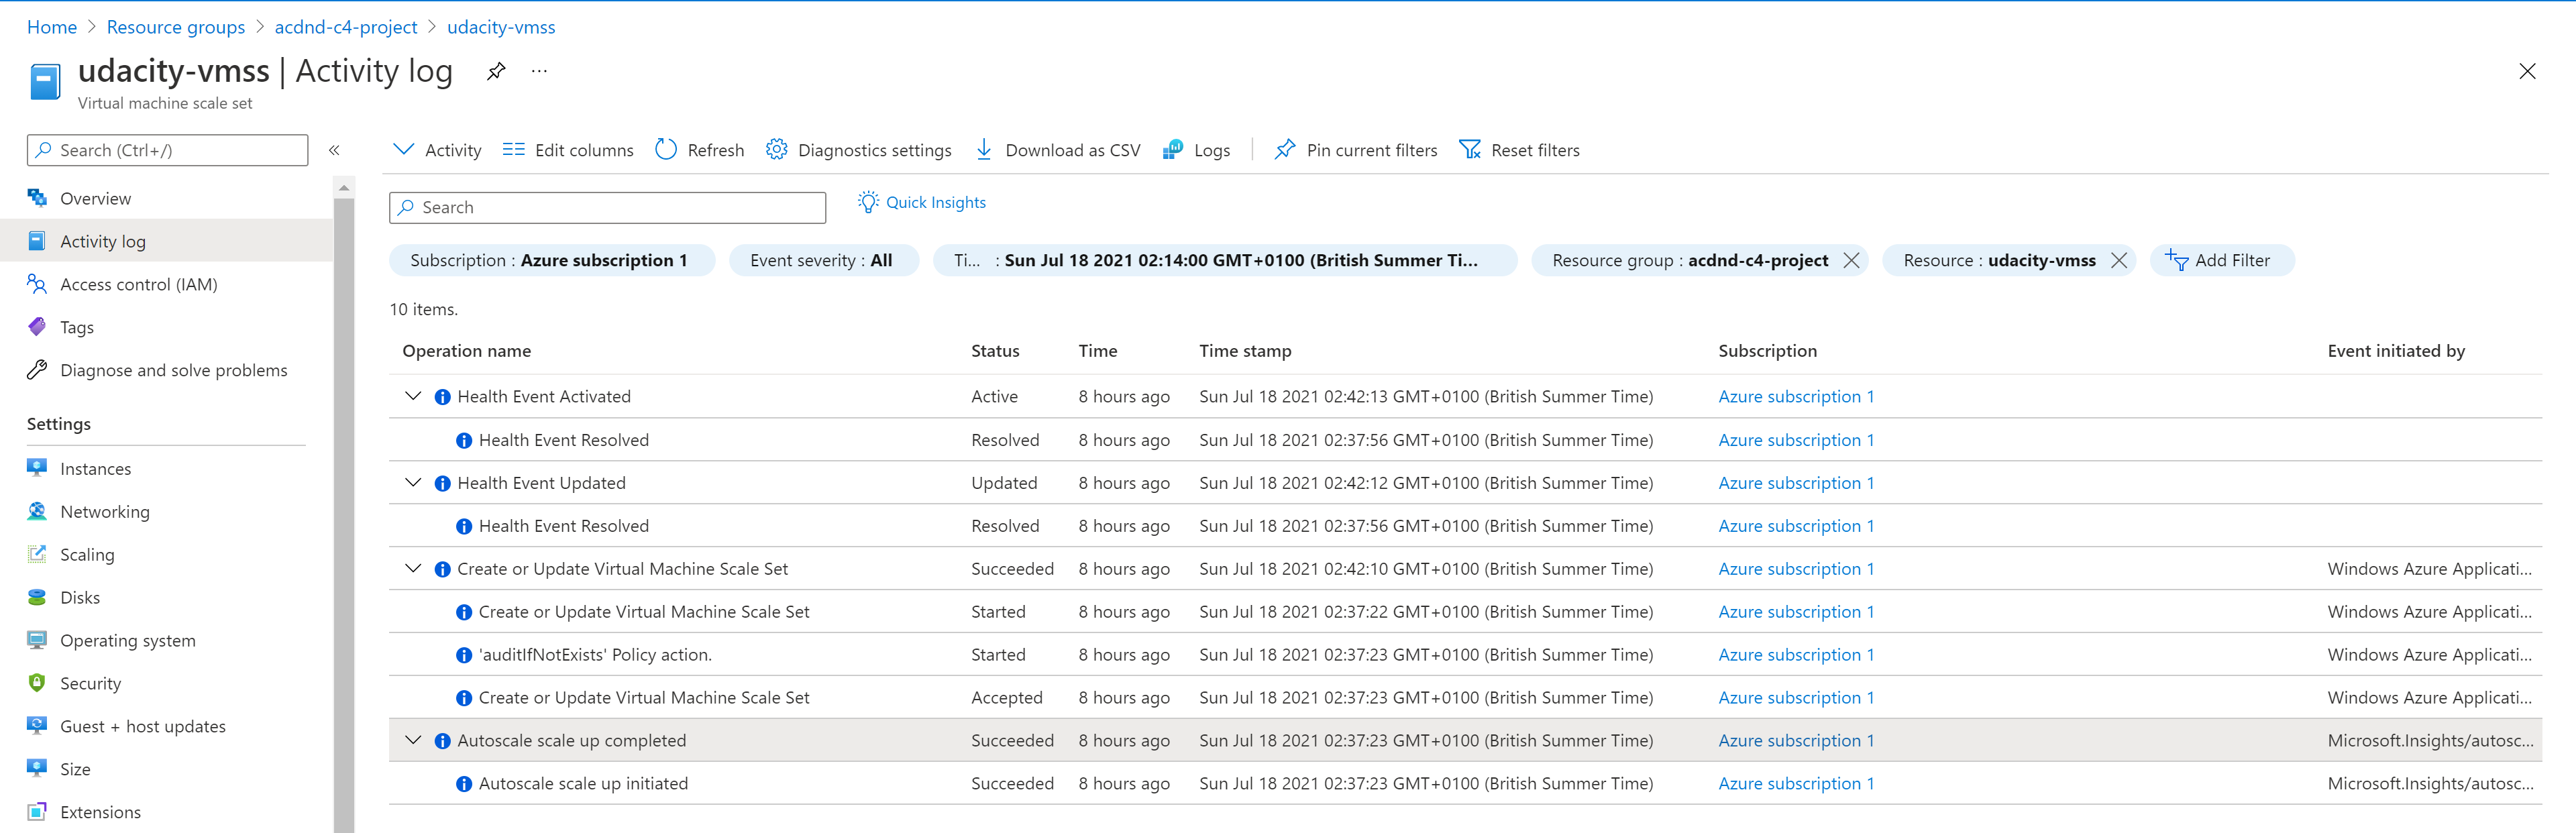 Home > Resource groups > acdnd-c4-project > udacity-vmss
udacity-vmss | Activity log ...
Virtual machine scale set
Search (Ctrl+/) «
Activity Edit columns Refresh Diagnostics settings Download as CSV Logs Pin current filters Reset filters
Overview
Activity log
Access control (IAM)
Tags
Diagnose and solve problems
Settings
Instances
Networking
Scaling
Disks
Operating system
Security
Guest + host updates
Size
Extensions
Search Quick Insights
Subscription : Azure subscription 1 Event severity : All Ti... : Sun Jul 18 2021 02:14:00 GMT+0100 (British Summer Ti... Resource group : acdnd-c4-project Resource : udacity-vmss Add Filter
10 items.
Operation name Status Time Time stamp Subscription Event initiated by
Health Event Activated Active 8 hours ago Sun Jul 18 2021 02:42:13 GMT+0100 (British Summer Time) Azure subscription 1
Health Event Resolved Resolved 8 hours ago Sun Jul 18 2021 02:37:56 GMT+0100 (British Summer Time) Azure subscription 1
Health Event Updated Updated 8 hours ago Sun Jul 18 2021 02:42:12 GMT+0100 (British Summer Time) Azure subscription 1
Health Event Resolved Resolved 8 hours ago Sun Jul 18 2021 02:37:56 GMT+0100 (British Summer Time) Azure subscription 1
Create or Update Virtual Machine Scale Set Succeeded 8 hours ago Sun Jul 18 2021 02:42:10 GMT+0100 (British Summer Time) Azure subscription 1 Windows Azure Applicati...
Create or Update Virtual Machine Scale Set Started 8 hours ago Sun Jul 18 2021 02:37:22 GMT+0100 (British Summer Time) Azure subscription 1 Windows Azure Applicati...
'auditIfNotExists' Policy action. Started 8 hours ago Sun Jul 18 2021 02:37:23 GMT+0100 (British Summer Time) Azure subscription 1 Windows Azure Applicati...
Create or Update Virtual Machine Scale Set Accepted 8 hours ago Sun Jul 18 2021 02:37:23 GMT+0100 (British Summer Time) Azure subscription 1 Windows Azure Applicati...
Autoscale scale up completed Succeeded 8 hours ago Sun Jul 18 2021 02:37:23 GMT+0100 (British Summer Time) Azure subscription 1 Microsoft.Insights/autosc...
Autoscale scale up initiated Succeeded 8 hours ago Sun Jul 18 2021 02:37:23 GMT+0100 (British Summer Time) Azure subscription 1 Microsoft.Insights/autosc...